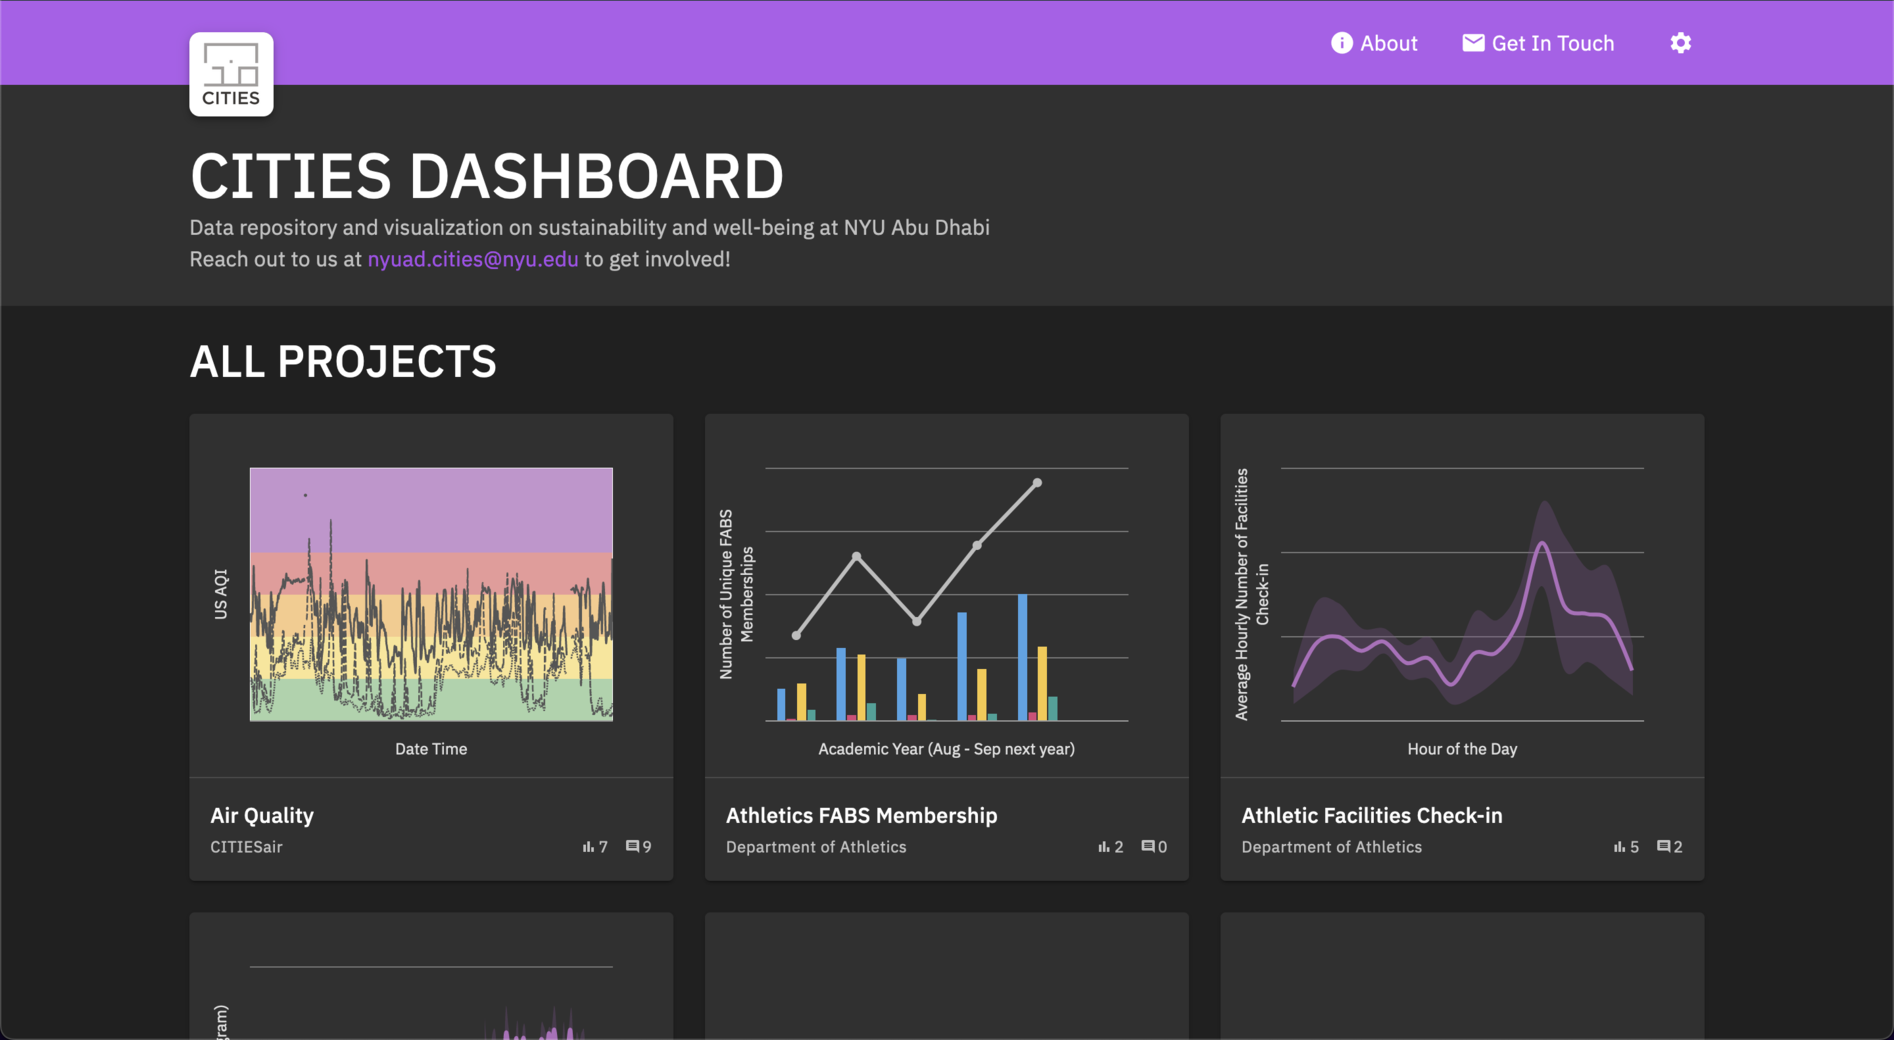 About
Get In Touch
CITIES
CITIES DASHBOARD
Data repository and visualization on sustainability and well-being at NYU Abu Dhabi
Reach out to us at nyuad.cities@nyu.edu to get involved!
ALL PROJECTS
US AQI
Date Time
Air Quality
CITIESair
7
9
Number of Unique FABS
Memberships
Academic Year (Aug - Sep next year)
Athletics FABS Membership
Department of Athletics
2
0
Average Hourly Number of Facilities
Check-in
Hour of the Day
Athletic Facilities Check-in
Department of Athletics
5
2